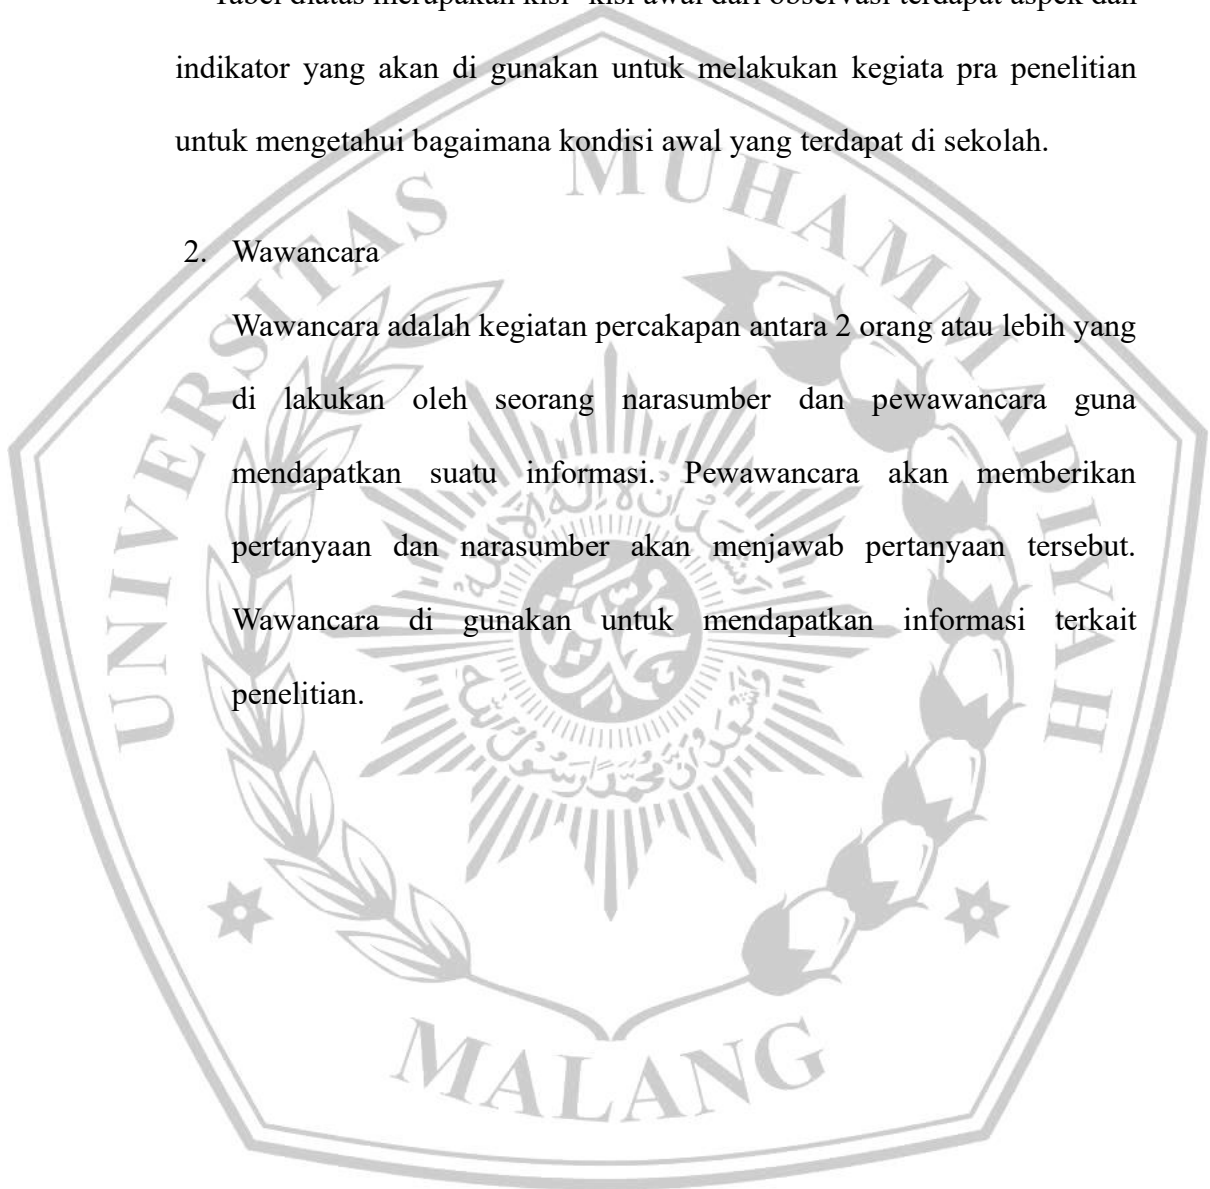 Tabel diatas merupakan kisi- kisi awal dari observasi terdapat aspek dan
indikator yang akan di gunakan untuk melakukan kegiata pra penelitian
untuk mengetahui bagaimana kondisi awal yang terdapat di sekolah.
2. Wawancara
Wawancara adalah kegiatan percakapan antara 2 orang atau lebih yang
di lakukan oleh seorang narasumber dan pewawancara guna
mendapatkan suatu informasi. Pewawancara akan memberikan
pertanyaan dan narasumber akan menjawab pertanyaan tersebut.
Wawancara di gunakan untuk mendapatkan informasi terkait
penelitian.
UNIVERSITAS MUHAMMADIYAH
MALANG